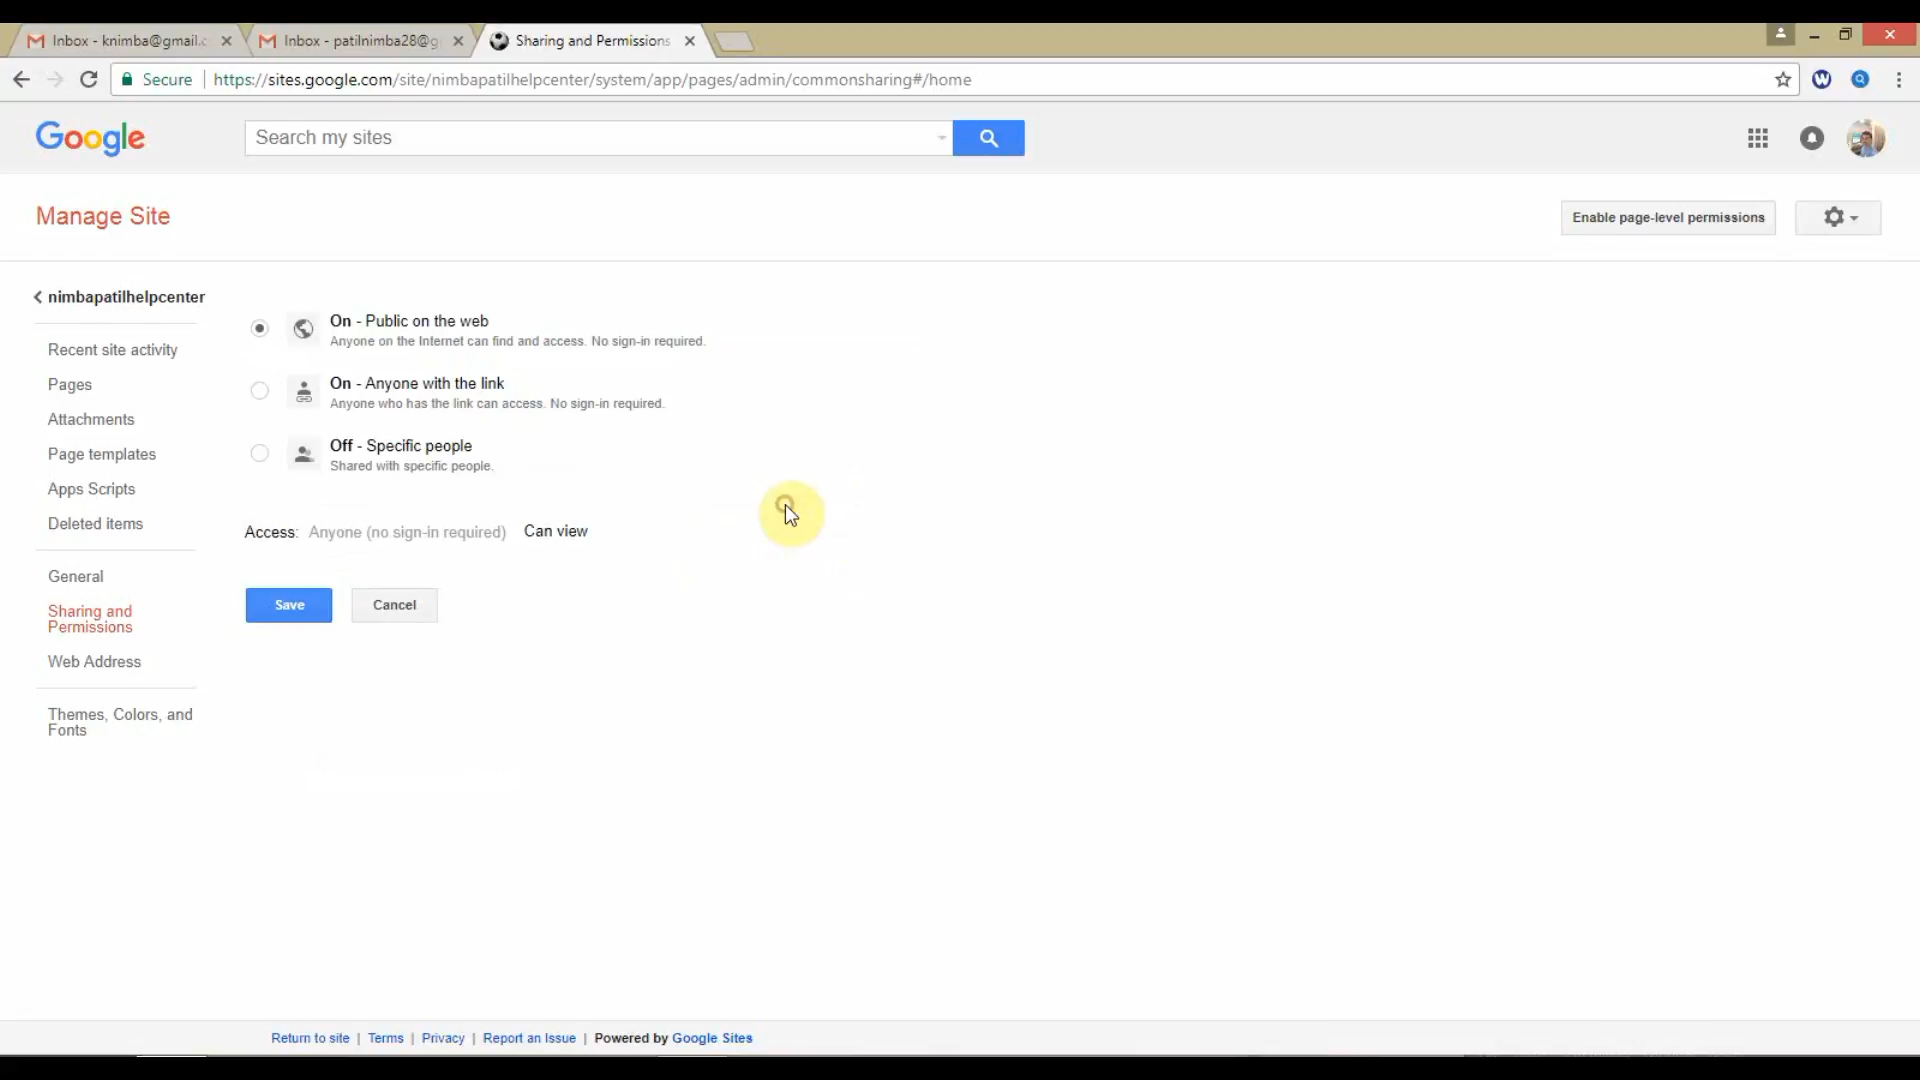 Inbox - knimba@gmail.c
Inbox - patilnimba28@g
Sharing and Permissions
Secure
https://sites.google.com/site/nimbapatilhelpcenter/system/app/pages/admin/commonsharing#/home
W
Google
Search my sites
Manage Site
Enable page-level permissions
nimbapatilhelpcenter
Recent site activity
Pages
Attachments
Page templates
Apps Scripts
Deleted items
General
Sharing and
Permissions
Web Address
Themes, Colors, and
Fonts
On - Public on the web
Anyone on the Internet can find and access. No sign-in required.
On - Anyone with the link
Anyone who has the link can access. No sign-in required.
Off - Specific people
Shared with specific people.
Access: Anyone (no sign-in required) Can view
Save
Cancel
Return to site | Terms | Privacy | Report an Issue | Powered by Google Sites